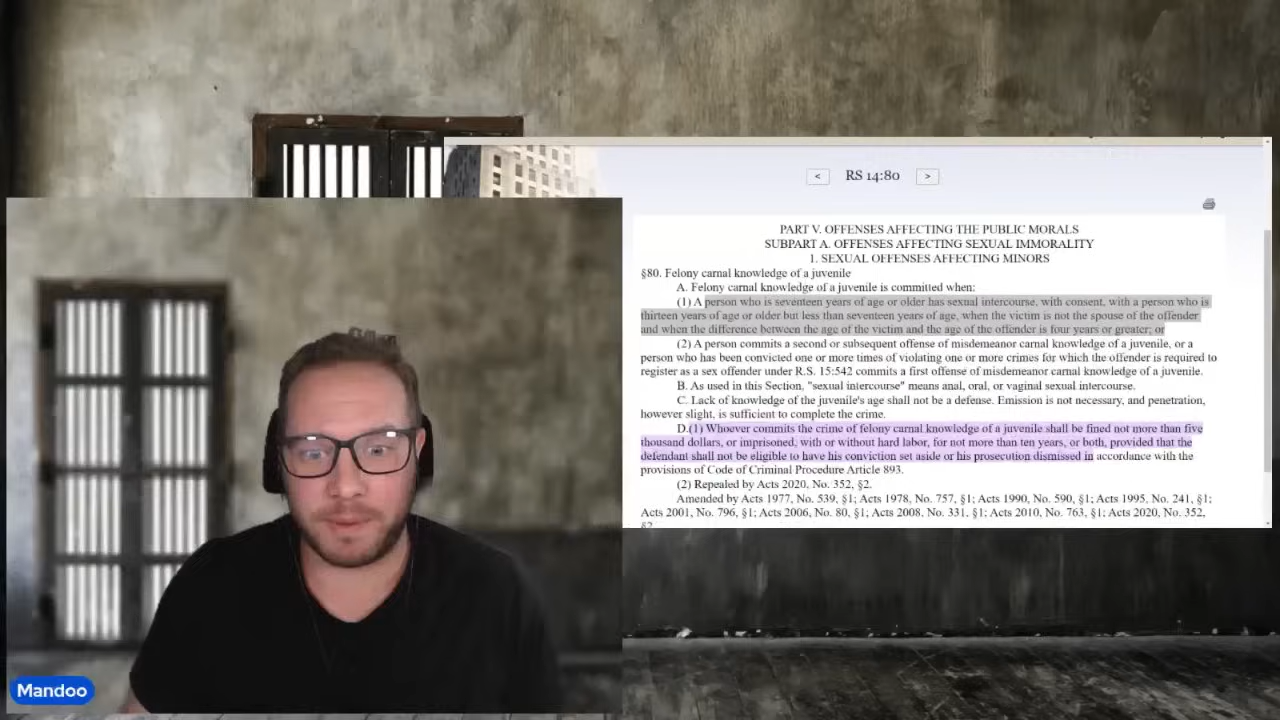 < RS 14:80 >
PART V. OFFENSES AFFECTING THE PUBLIC MORALS
SUBPART A. OFFENSES AFFECTING SEXUAL IMMORALITY
1. SEXUAL OFFENSES AFFECTING MINORS
§80. Felony carnal knowledge of a juvenile
A. Felony carnal knowledge of a juvenile is committed when:
(1) A person who is seventeen years of age or older has sexual intercourse, with consent, with a person who is
thirteen years of age or older but less than seventeen years of age, when the victim is not the spouse of the offender
and when the difference between the age of the victim and the age of the offender is four years or greater; or
(2) A person commits a second or subsequent offense of misdemeanor carnal knowledge of a juvenile, or a
person who has been convicted one or more times of violating one or more crimes for which the offender is required to
register as a sex offender under R.S. 15:542 commits a first offense of misdemeanor carnal knowledge of a juvenile.
B. As used in this Section, "sexual intercourse" means anal, oral, or vaginal sexual intercourse.
C. Lack of knowledge of the juvenile's age shall not be a defense. Emission is not necessary, and penetration,
however slight, is sufficient to complete the crime.
D.(1) Whoever commits the crime of felony carnal knowledge of a juvenile shall be fined not more than five
thousand dollars, or imprisoned, with or without hard labor, for not more than ten years, or both, provided that the
defendant shall not be eligible to have his conviction set aside or his prosecution dismissed in accordance with the
provisions of Code of Criminal Procedure Article 893.
(2) Repealed by Acts 2020, No. 352, §2.
Amended by Acts 1977, No. 539, §1; Acts 1978, No. 757, §1; Acts 1990, No. 590, §1; Acts 1995, No. 241, §1;
Acts 2001, No. 796, §1; Acts 2006, No. 80, §1; Acts 2008, No. 331, §1; Acts 2010, No. 763, §1; Acts 2020, No. 352,
§2
Mandoo